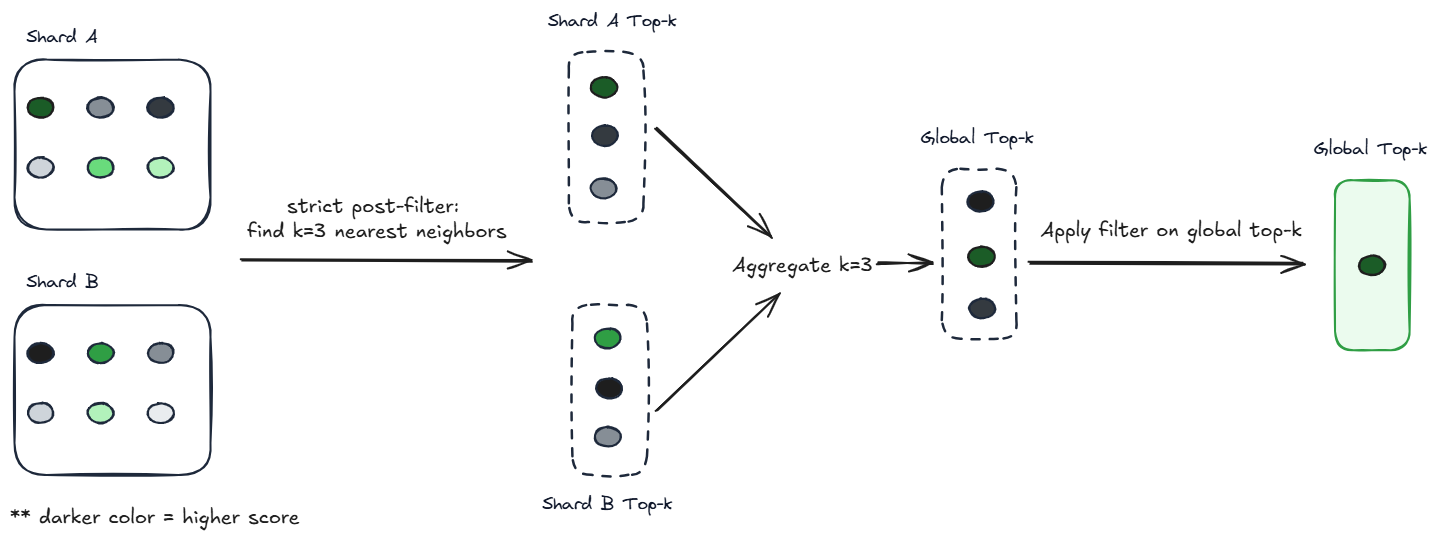 Shard A
Shard A Top-k
strict post-filter:
find k=3 nearest neighbors
Shard B
Shard B Top-k
Aggregate k=3
Global Top-k
Apply filter on global top-k
Global Top-k
** darker color = higher score